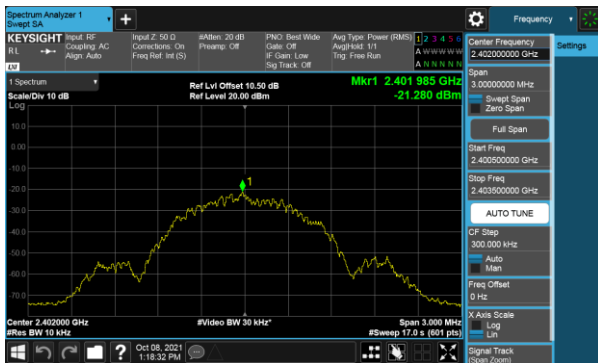 Spectrum Analyzer 1
Swept SA
+
Frequency
KEYSIGHT
RL
LXI
Input: RF
Coupling: AC
Align: Auto
Input Z: 50 Ω
Corrections: On
Freq Ref: Int (S)
#Atten: 20 dB
Preamp: Off
PNO: Best Wide
Gate: Off
IF Gain: Low
Sig Track: Off
Avg Type: Power (RMS)
Avg|Hold: 1/1
Trig: Free Run
1 2 3 4 5 6
A W W W W W
A N N N N N
1 Spectrum
Scale/Div 10 dB
Ref Lvl Offset 10.50 dB
Ref Level 20.00 dBm
Mkr1 2.401 985 GHz
-21.280 dBm
Log
10.0
0.00
-10.0
-20.0
-30.0
-40.0
-50.0
-60.0
-70.0
1
Center 2.402000 GHz
#Res BW 10 kHz
#Video BW 30 kHz*
Span 3.000 MHz
#Sweep 17.0 s (601 pts)
Center Frequency
2.402000000 GHz
Span
3.00000000 MHz
Swept Span
Zero Span
Full Span
Start Freq
2.400500000 GHz
Stop Freq
2.403500000 GHz
AUTO TUNE
CF Step
300.000 kHz
Auto
Man
Freq Offset
0 Hz
X Axis Scale
Log
Lin
Signal Track
(Span Zoom)
Settings
?
Oct 08, 2021
1:18:32 PM